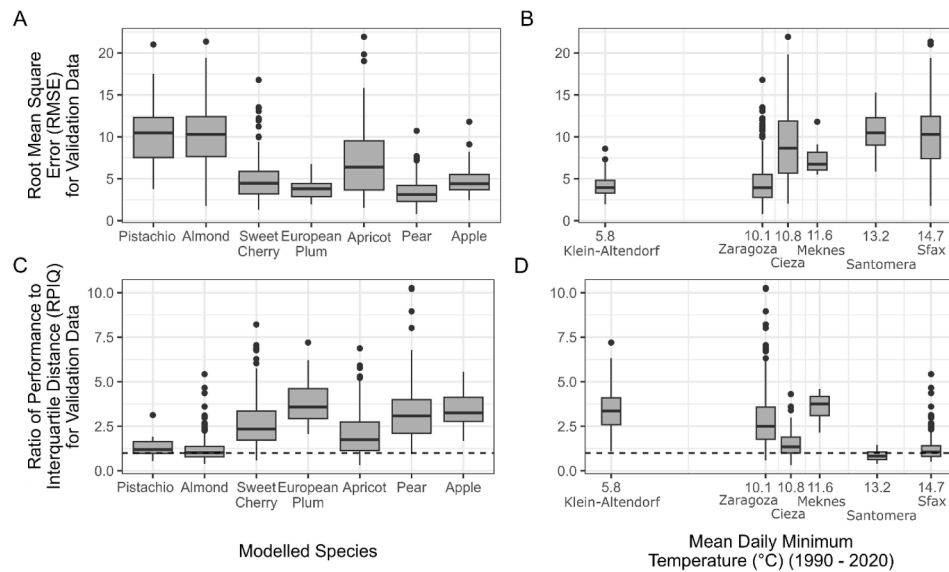 A
Root Mean Square
Error (RMSE)
for Validation Data
20
15
10
5
0
Pistachio
Almond
Sweet
Cherry
European
Plum
Apricot
Pear
Apple
B
20
15
10
5
0
5.8
Klein-Altendorf
10.1
Zaragoza
10.8
Cieza
11.6
Meknes
13.2
Santomera
14.7
Sfax
C
Ratio of Performance to
Interquartile Distance (RPIQ)
for Validation Data
10.0
7.5
5.0
2.5
0.0
Pistachio
Almond
Sweet
Cherry
European
Plum
Apricot
Pear
Apple
Modelled Species
D
10.0
7.5
5.0
2.5
0.0
5.8
Klein-Altendorf
10.1
Zaragoza
10.8
Cieza
11.6
Meknes
13.2
Santomera
14.7
Sfax
Mean Daily Minimum
Temperature (°C) (1990 - 2020)